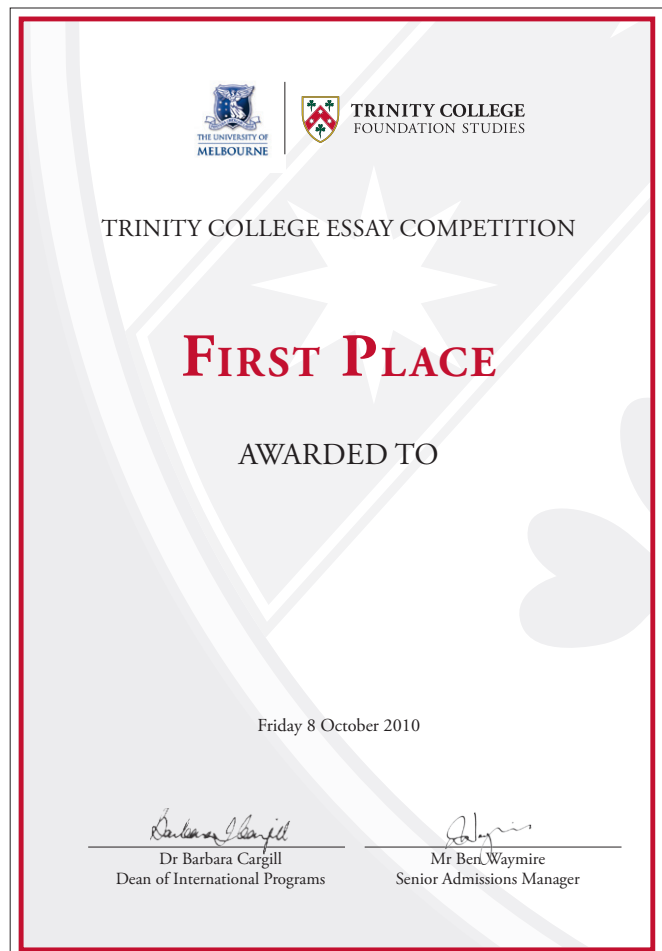 THE UNIVERSITY OF
MELBOURNE
TRINITY COLLEGE
FOUNDATION STUDIES
TRINITY COLLEGE ESSAY COMPETITION
FIRST PLACE
AWARDED TO
Friday 8 October 2010
Dr Barbara Cargill
Dean of International Programs
Mr Ben Waymire
Senior Admissions Manager